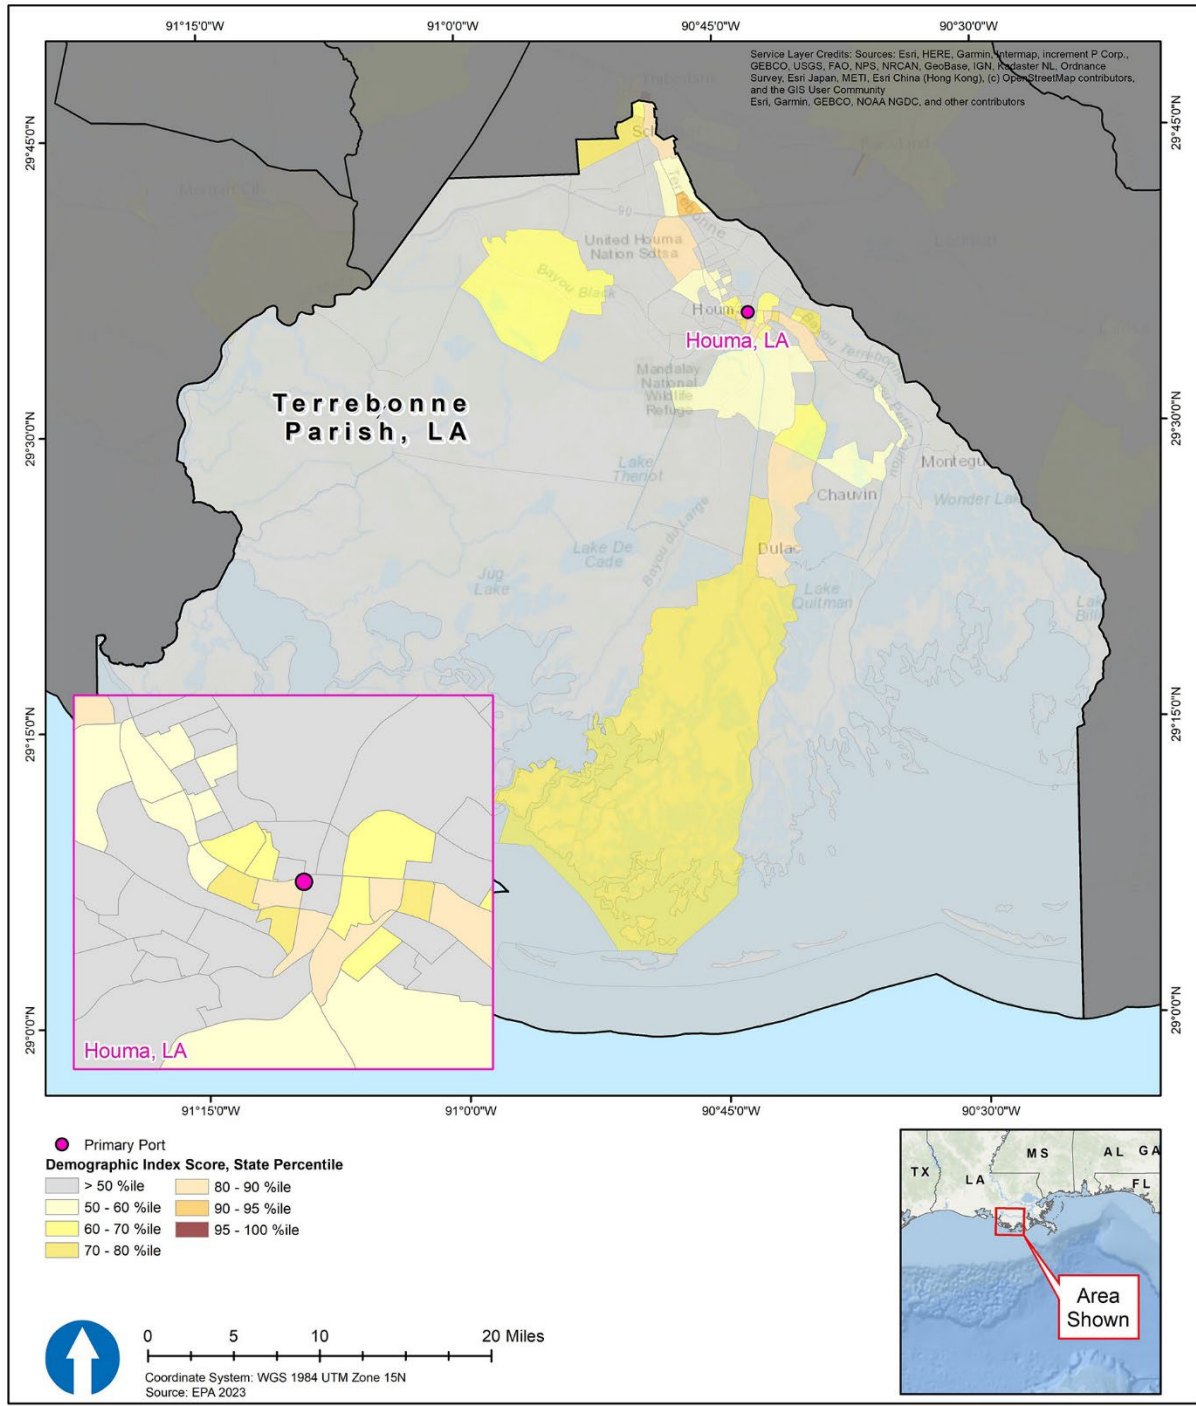 91°15'0"W 91°0'0"W 90°45'0"W 90°30'0"W
Service Layer Credits: Sources: Esri, HERE, Garmin, Intermap, increment P Corp.,
GEBCO, USGS, FAO, NPS, NRCAN, GeoBase, IGN, Kadaster NL, Ordnance
Survey, Esri Japan, METI, Esri China (Hong Kong), (c) OpenStreetMap contributors,
and the GIS User Community
Esri, Garmin, GEBCO, NOAA NGDC, and other contributors
29°45'0"N
29°45'0"N
Terrebonne
90
United Houma
Nation Sdtsa
Bayou Black
Houma, LA
Bayou Terrebonne
Mandalay
National
Wildlife
Refuge
Terrebonne
Parish, LA
29°30'0"N
29°30'0"N
Lake
Theriot
Chauvin
Bayou du Large
Dulac
Lake De
Cade
Jug
Lake
Lake
Quitman
29°15'0"N
29°15'0"N
29°0'0"N
29°0'0"N
Houma, LA
91°15'0"W 91°0'0"W 90°45'0"W 90°30'0"W
Primary Port
Demographic Index Score, State Percentile
> 50 %ile
50 - 60 %ile
60 - 70 %ile
70 - 80 %ile
80 - 90 %ile
90 - 95 %ile
95 - 100 %ile
0 5 10 20 Miles
Coordinate System: WGS 1984 UTM Zone 15N
Source: EPA 2023
TX LA MS AL GA
FL
Area
Shown